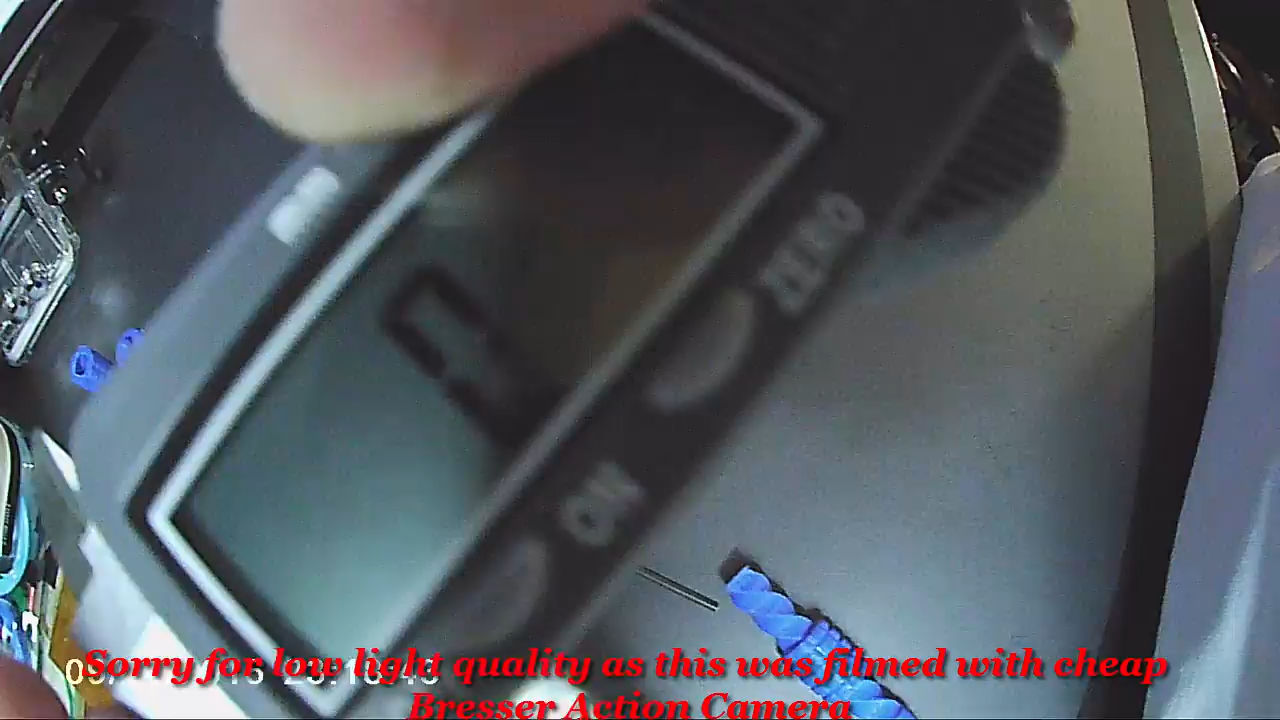 ZERO
ON
Sorry for low light quality as this was filmed with cheap
Bresser Action Camera